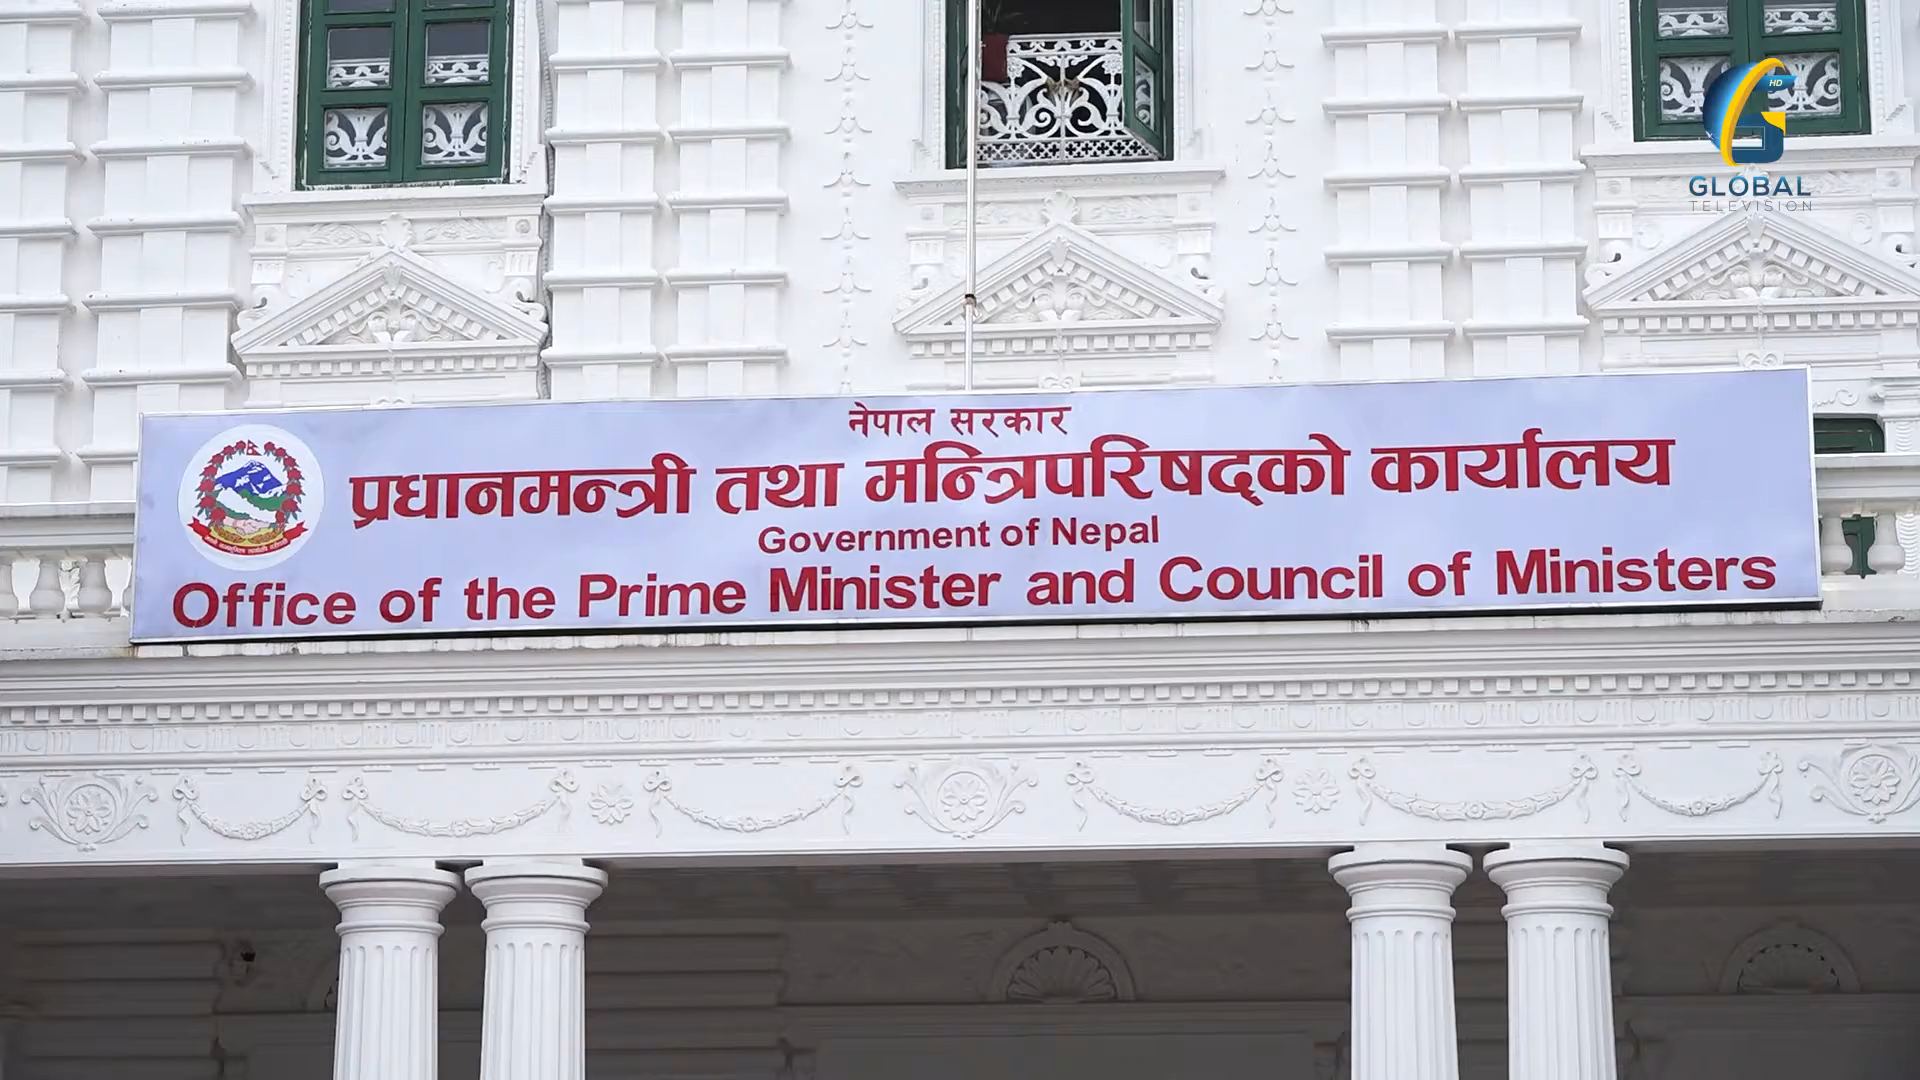 HD
GLOBAL
TELEVISION
नेपाल सरकार
प्रधानमन्त्री तथा मन्त्रिपरिषद्को कार्यालय
Government of Nepal
Office of the Prime Minister and Council of Ministers